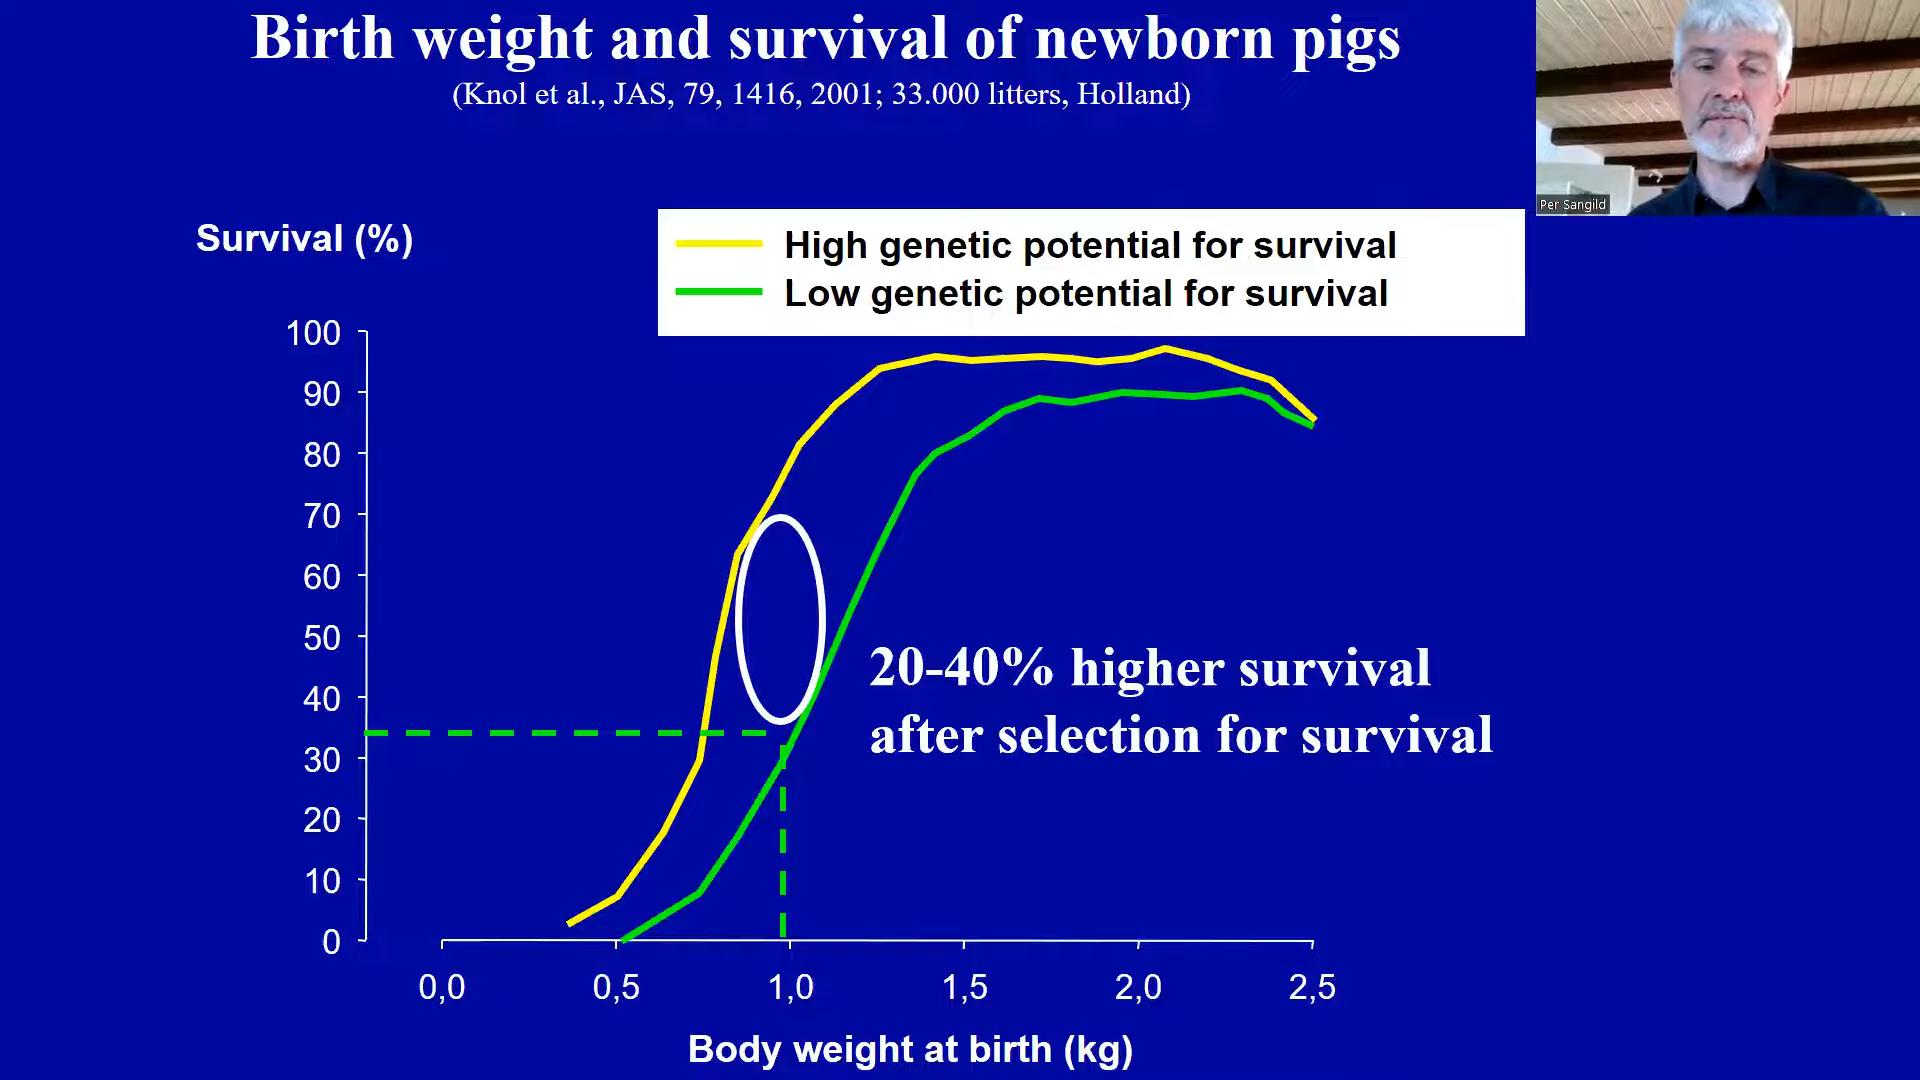 Birth weight and survival of newborn pigs
(Knol et al., JAS, 79, 1416, 2001; 33.000 litters, Holland)
Per Sangild
Survival (%)
High genetic potential for survival
Low genetic potential for survival
100
90
80
70
60
50
40
30
20
10
0
20-40% higher survival
after selection for survival
0,0 0,5 1,0 1,5 2,0 2,5
Body weight at birth (kg)